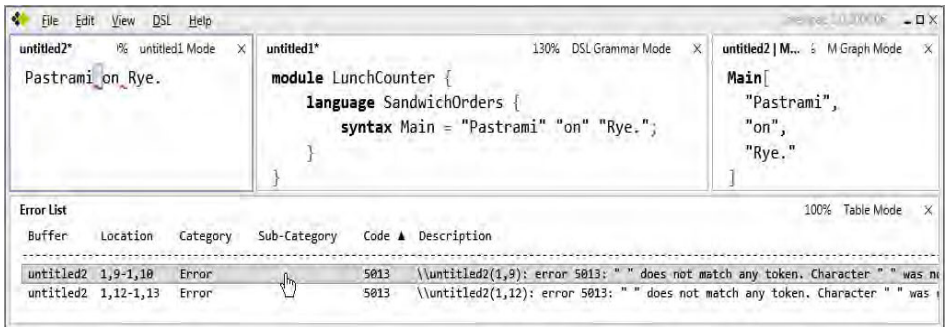 File Edit View DSL Help
untitled2* % untitled1 Mode X
Pastrami on Rye.
untitled1* 130% DSL Grammar Mode X
module LunchCounter {
language SandwichOrders {
syntax Main = "Pastrami" "on" "Rye.";
}
}
untitled2 | M... M Graph Mode X
Main[
"Pastrami",
"on",
"Rye."
]
Error List 100% Table Mode X
Buffer Location Category Sub-Category Code ▲ Description
untitled2 1,9-1,10 Error 5013 \\untitled2(1,9): error 5013: " " does not match any token. Character " " was
untitled2 1,12-1,13 Error 5013 \\untitled2(1,12): error 5013: " " does not match any token. Character " " was